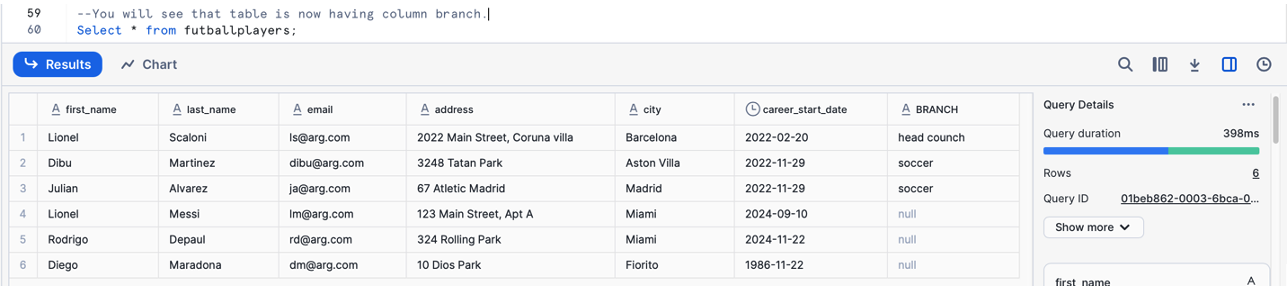 59 --You will see that table is now having column branch.
60 Select * from futballplayers;
Results Chart
first_name last_name email address city career_start_date BRANCH
1 Lionel Scaloni ls@arg.com 2022 Main Street, Coruna villa Barcelona 2022-02-20 head counch
2 Dibu Martinez dibu@arg.com 3248 Tatan Park Aston Villa 2022-11-29 soccer
3 Julian Alvarez ja@arg.com 67 Atletic Madrid Madrid 2022-11-29 soccer
4 Lionel Messi lm@arg.com 123 Main Street, Apt A Miami 2024-09-10 null
5 Rodrigo Depaul rd@arg.com 324 Rolling Park Miami 2024-11-22 null
6 Diego Maradona dm@arg.com 10 Dios Park Fiorito 1986-11-22 null
Query Details ...
Query duration 398ms
Rows 6
Query ID 01beb862-0003-6bca-0...
Show more
first_name A